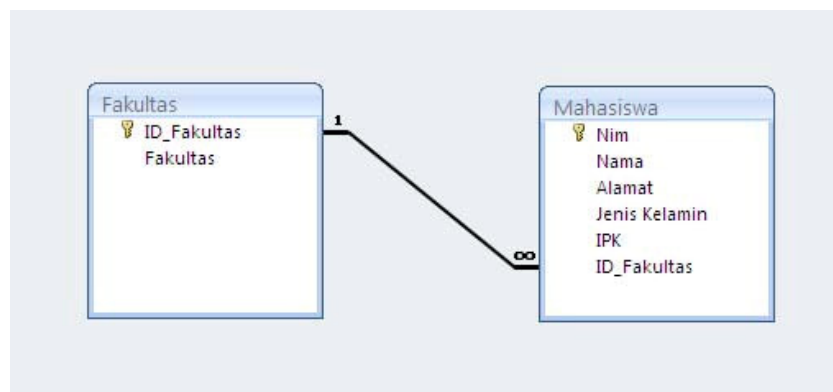 Fakultas
ID_Fakultas
Fakultas
1
∞
Mahasiswa
Nim
Nama
Alamat
Jenis Kelamin
IPK
ID_Fakultas